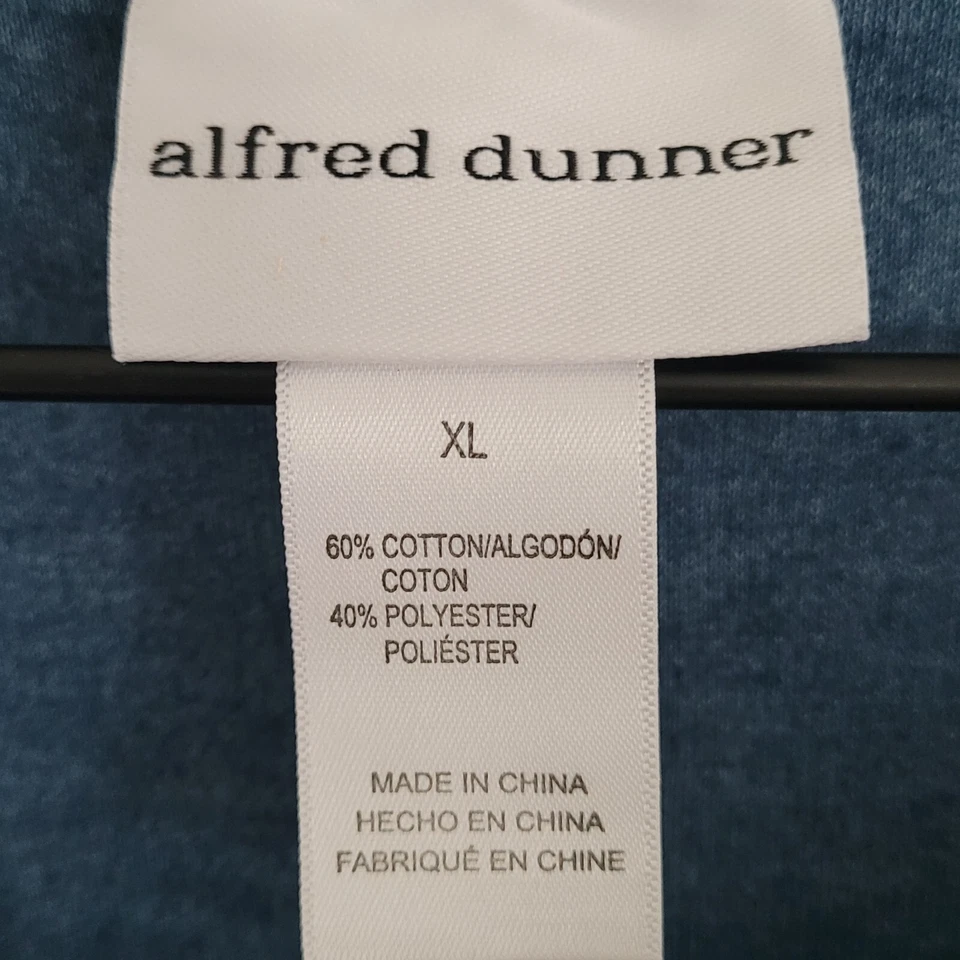 alfred dunner
XL
60% COTTON/ALGODÓN/
COTON
40% POLYESTER/
POLIÉSTER
MADE IN CHINA
HECHO EN CHINA
FABRIQUÉ EN CHINE